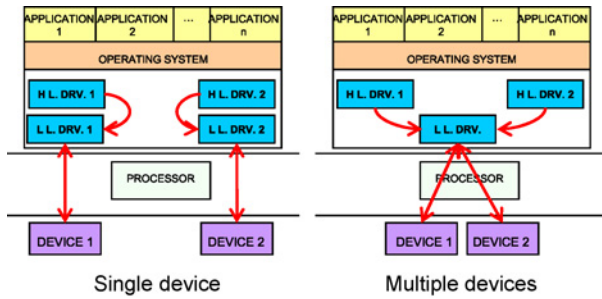 APPLICATION 1 APPLICATION 2 ... APPLICATION n
OPERATING SYSTEM
H L. DRV. 1 H L. DRV. 2
L L. DRV. 1 L L. DRV. 2
PROCESSOR
DEVICE 1 DEVICE 2
Single device
APPLICATION 1 APPLICATION 2 ... APPLICATION n
OPERATING SYSTEM
H L. DRV. 1 H L. DRV. 2
L L. DRV.
PROCESSOR
DEVICE 1 DEVICE 2
Multiple devices